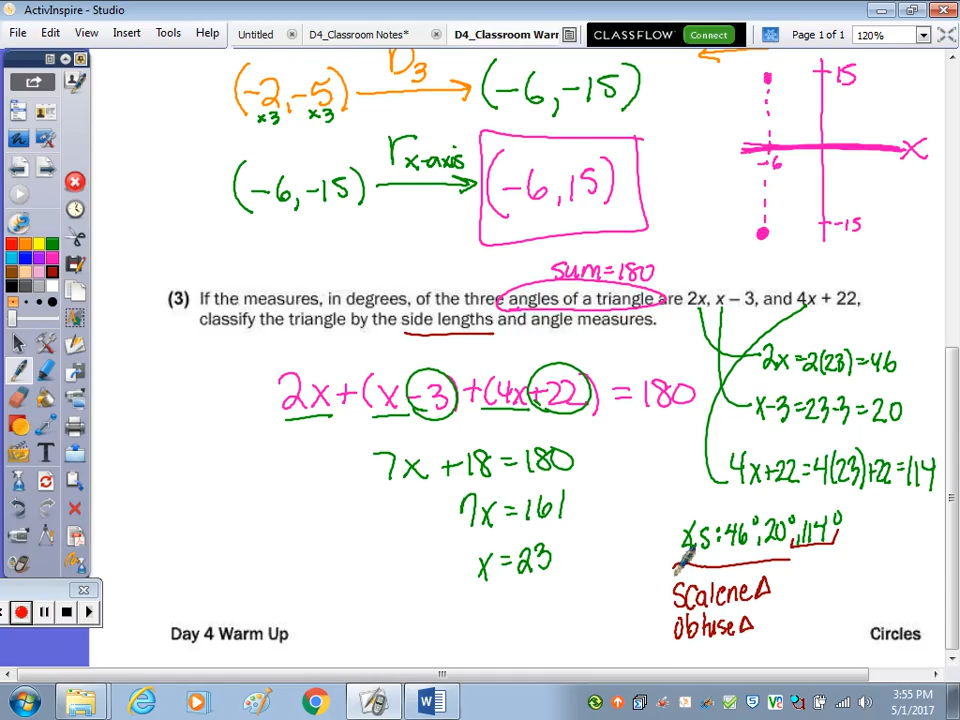 ActivInspire - Studio
File Edit View Insert Tools Help
Untitled
D4_Classroom Notes*
D4_Classroom Warm
CLASSFLOW Connect
Page 1 of 1
120%
(-2,-5) D3 (-6,-15)
x3 x3
(-6,-15) r x-axis (-6,15)
15
X
-6
-15
sum=180
(3) If the measures, in degrees, of the three angles of a triangle are 2x, x – 3, and 4x + 22,
classify the triangle by the side lengths and angle measures.
2x+(x-3)+(4x+22)=180
7x+18=180
7x=161
x=23
2x=2(23)=46
x-3=23-3=20
4x+22=4(23)+22=114
∡s:46°,20°,114°
Scalene Δ
Obtuse Δ
Day 4 Warm Up
Circles
3:55 PM
5/1/2017